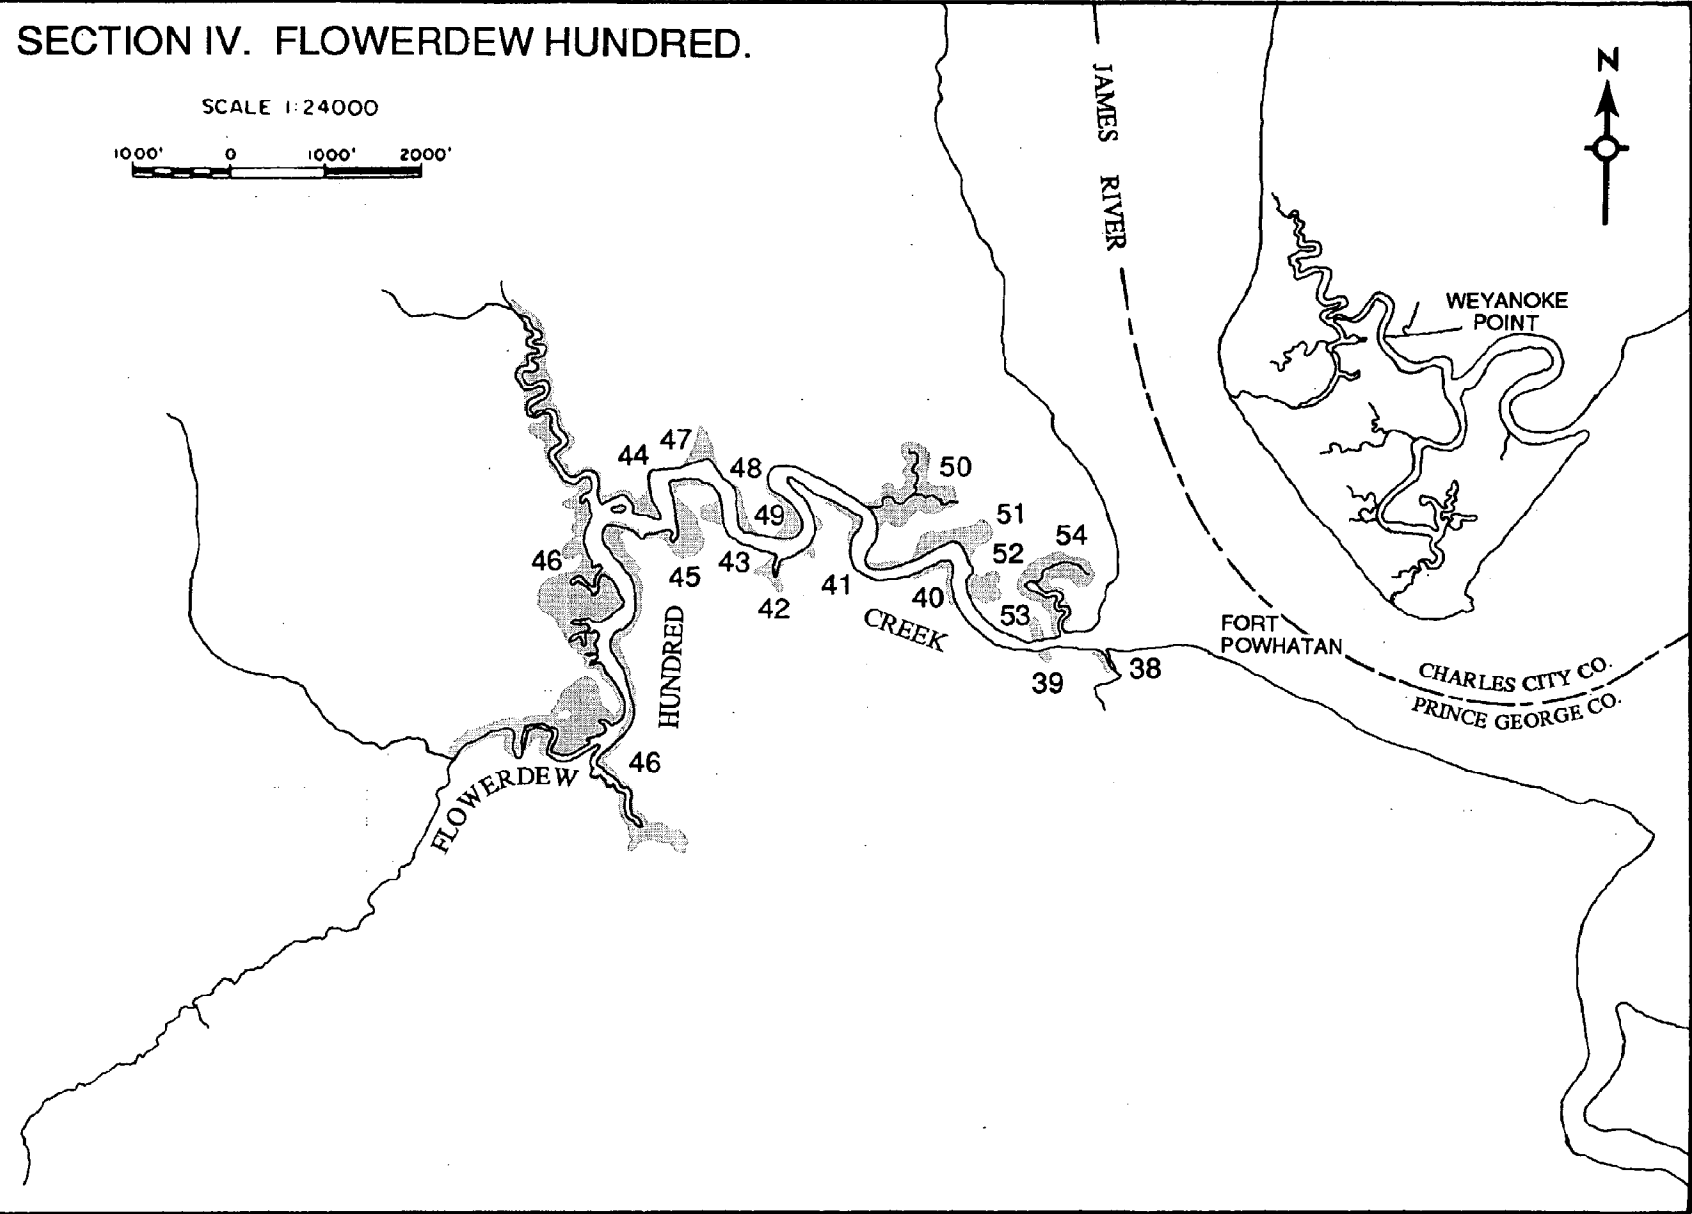 SECTION IV. FLOWERDEW HUNDRED.
SCALE 1:24000
1000' 0 1000' 2000'
N
JAMES RIVER
WEYANOKE
POINT
47
44
48
50
49
51
54
52
46
45
43
42
41
40
53
39
38
HUNDRED
CREEK
FORT
POWHATAN
CHARLES CITY CO.
PRINCE GEORGE CO.
46
FLOWERDEW